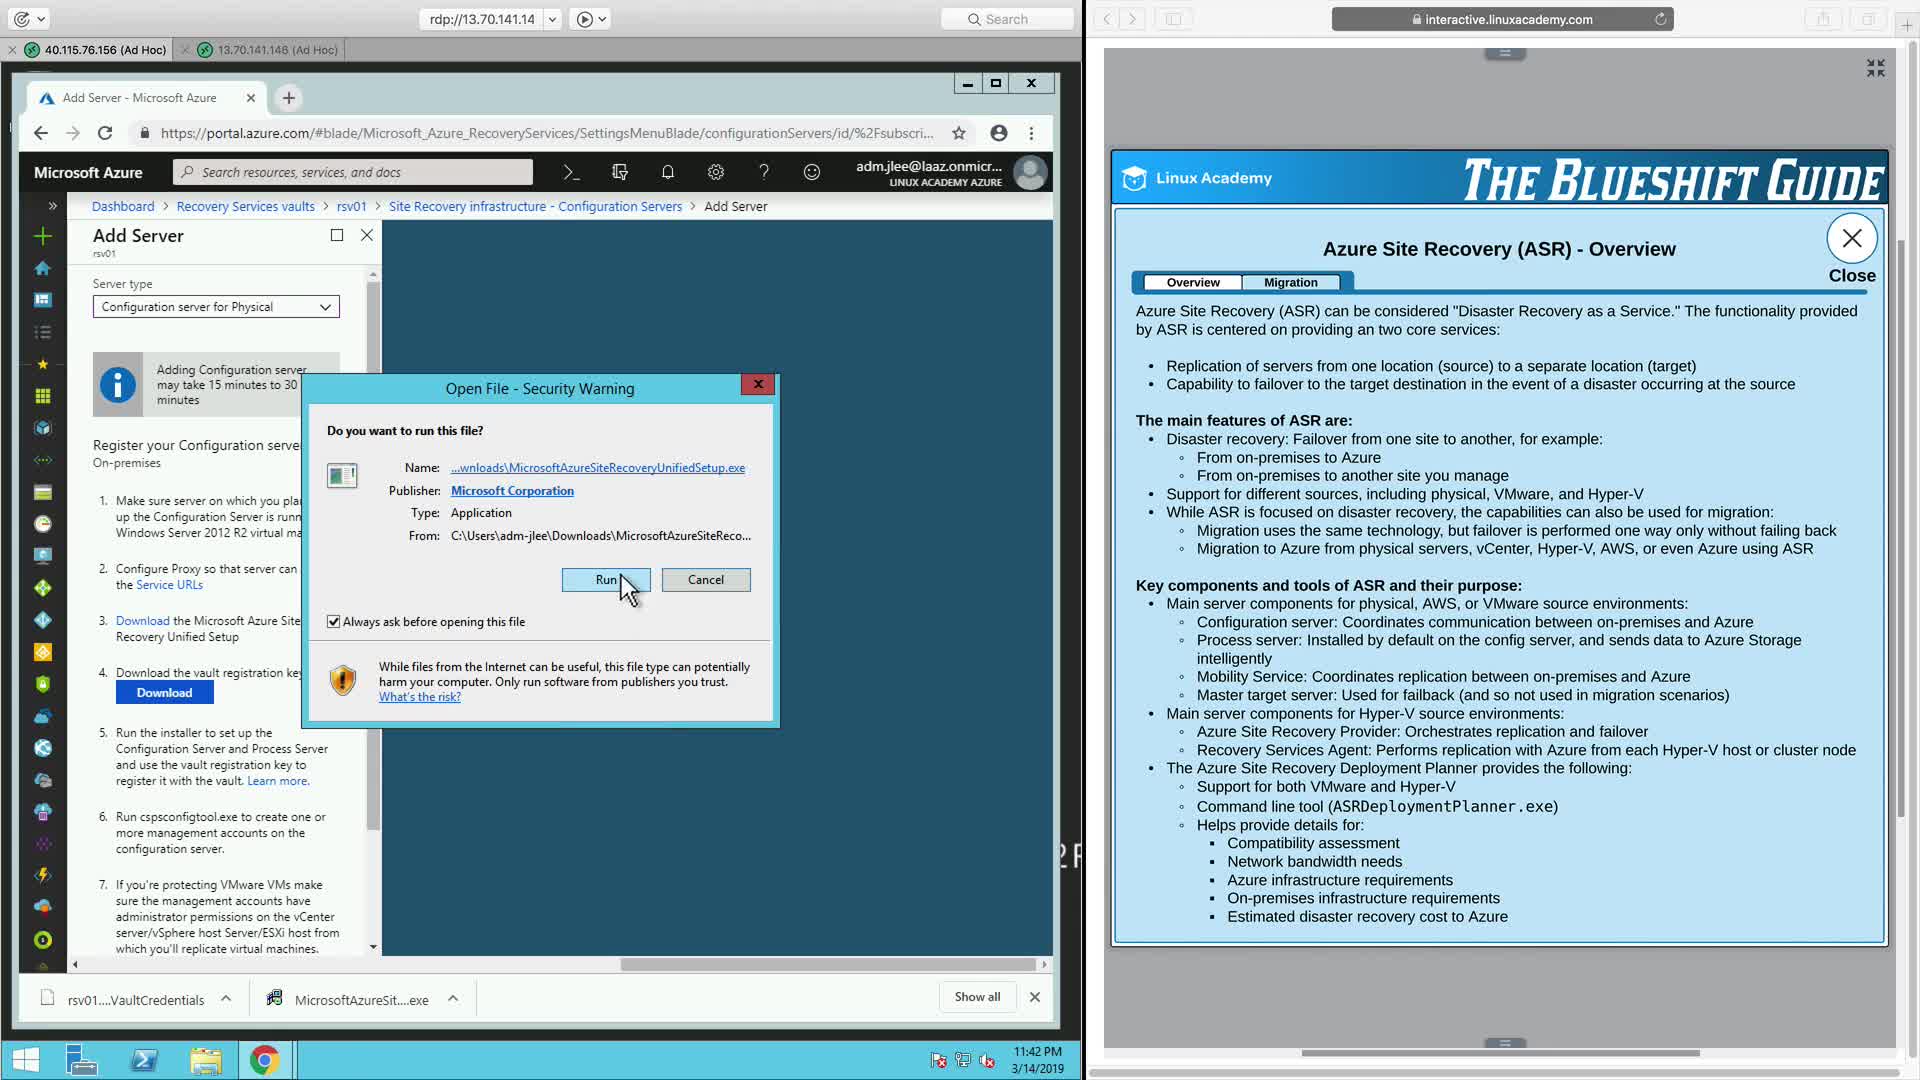 rdp://13.70.141.14
Search
40.115.76.156 (Ad Hoc)
13.70.141.146 (Ad Hoc)
interactive.linuxacademy.com
Add Server - Microsoft Azure
https://portal.azure.com/#blade/Microsoft_Azure_RecoveryServices/SettingsMenuBlade/configurationServers/id/%2Fsubscri...
Microsoft Azure
Search resources, services, and docs
adm.jlee@laaz.onmicr...
LINUX ACADEMY AZURE
Dashboard > Recovery Services vaults > rsv01 > Site Recovery infrastructure - Configuration Servers > Add Server
Add Server
rsv01
Server type
Configuration server for Physical
Adding Configuration server
may take 15 minutes to 30
minutes
Register your Configuration serve
On-premises
1. Make sure server on which you pla
up the Configuration Server is runn
Windows Server 2012 R2 virtual ma
2. Configure Proxy so that server can
the Service URLs
3. Download the Microsoft Azure Site
Recovery Unified Setup
4. Download the vault registration key
Download
5. Run the installer to set up the
Configuration Server and Process Server
and use the vault registration key to
register it with the vault. Learn more.
6. Run cspsconfigtool.exe to create one or
more management accounts on the
configuration server.
7. If you're protecting VMware VMs make
sure the management accounts have
administrator permissions on the vCenter
server/vSphere host Server/ESXi host from
which you'll replicate virtual machines.
Open File - Security Warning
Do you want to run this file?
Name: ...wnloads\MicrosoftAzureSiteRecoveryUnifiedSetup.exe
Publisher: Microsoft Corporation
Type: Application
From: C:\Users\adm-jlee\Downloads\MicrosoftAzureSiteReco...
Run
Cancel
Always ask before opening this file
While files from the Internet can be useful, this file type can potentially
harm your computer. Only run software from publishers you trust.
What's the risk?
rsv01....VaultCredentials
MicrosoftAzureSit....exe
Show all
11:42 PM
3/14/2019
Linux Academy
THE BLUESHIFT GUIDE
Azure Site Recovery (ASR) - Overview
Close
Overview
Migration
Azure Site Recovery (ASR) can be considered "Disaster Recovery as a Service." The functionality provided
by ASR is centered on providing an two core services:
• Replication of servers from one location (source) to a separate location (target)
• Capability to failover to the target destination in the event of a disaster occurring at the source
The main features of ASR are:
• Disaster recovery: Failover from one site to another, for example:
◦ From on-premises to Azure
◦ From on-premises to another site you manage
• Support for different sources, including physical, VMware, and Hyper-V
• While ASR is focused on disaster recovery, the capabilities can also be used for migration:
◦ Migration uses the same technology, but failover is performed one way only without failing back
◦ Migration to Azure from physical servers, vCenter, Hyper-V, AWS, or even Azure using ASR
Key components and tools of ASR and their purpose:
• Main server components for physical, AWS, or VMware source environments:
◦ Configuration server: Coordinates communication between on-premises and Azure
◦ Process server: Installed by default on the config server, and sends data to Azure Storage
intelligently
◦ Mobility Service: Coordinates replication between on-premises and Azure
◦ Master target server: Used for failback (and so not used in migration scenarios)
• Main server components for Hyper-V source environments:
◦ Azure Site Recovery Provider: Orchestrates replication and failover
◦ Recovery Services Agent: Performs replication with Azure from each Hyper-V host or cluster node
• The Azure Site Recovery Deployment Planner provides the following:
◦ Support for both VMware and Hyper-V
◦ Command line tool (ASRDeploymentPlanner.exe)
◦ Helps provide details for:
▪ Compatibility assessment
▪ Network bandwidth needs
▪ Azure infrastructure requirements
▪ On-premises infrastructure requirements
▪ Estimated disaster recovery cost to Azure